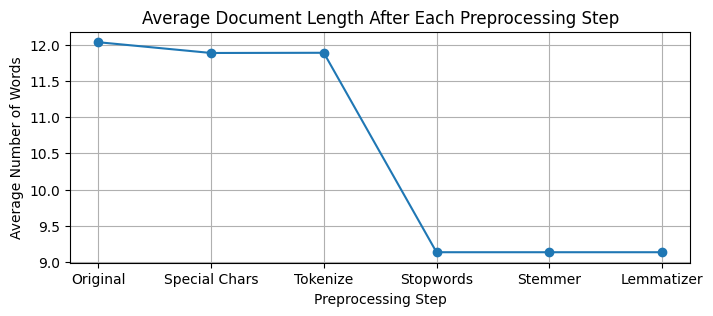 Average Document Length After Each Preprocessing Step
Average Number of Words
12.0
11.5
11.0
10.5
10.0
9.5
9.0
Original Special Chars Tokenize Stopwords Stemmer Lemmatizer
Preprocessing Step